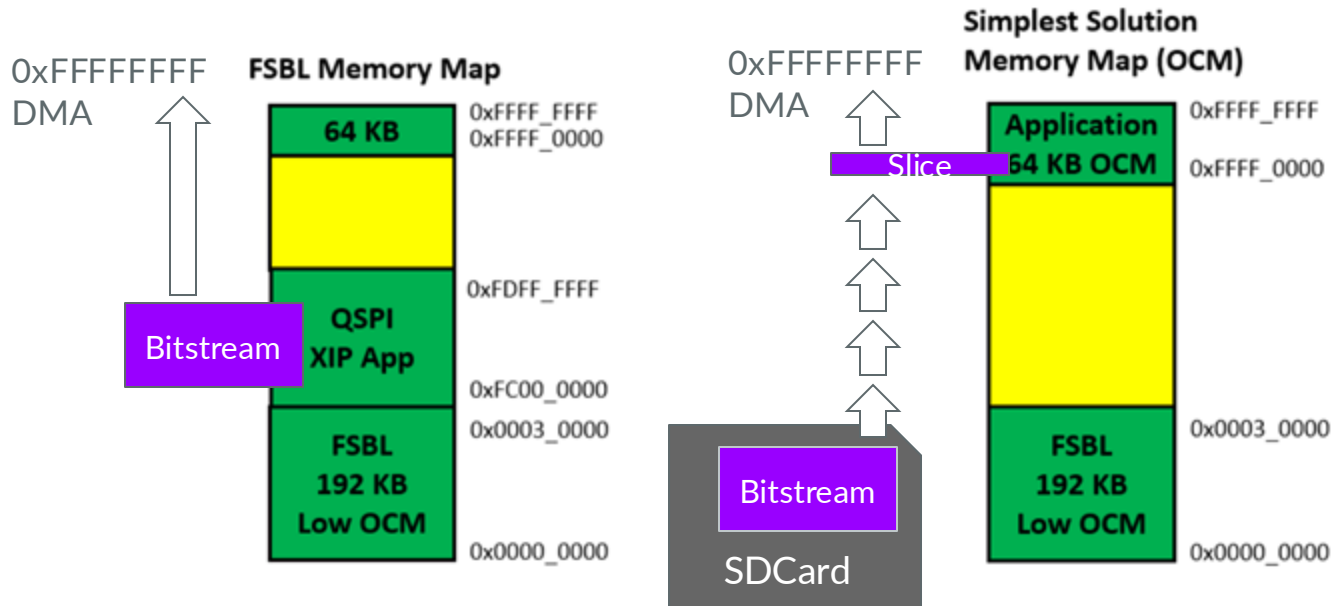 0xFFFFFFFF
DMA
FSBL Memory Map
64 KB
0xFFFF_FFFF
0xFFFF_0000
0xFDFF_FFFF
Bitstream
QSPI
XIP App
0xFC00_0000
0x0003_0000
FSBL
192 KB
Low OCM
0x0000_0000
Simplest Solution
Memory Map (OCM)
0xFFFFFFFF
DMA
Application
64 KB OCM
0xFFFF_FFFF
0xFFFF_0000
Slice
Bitstream
SDCard
0x0003_0000
FSBL
192 KB
Low OCM
0x0000_0000